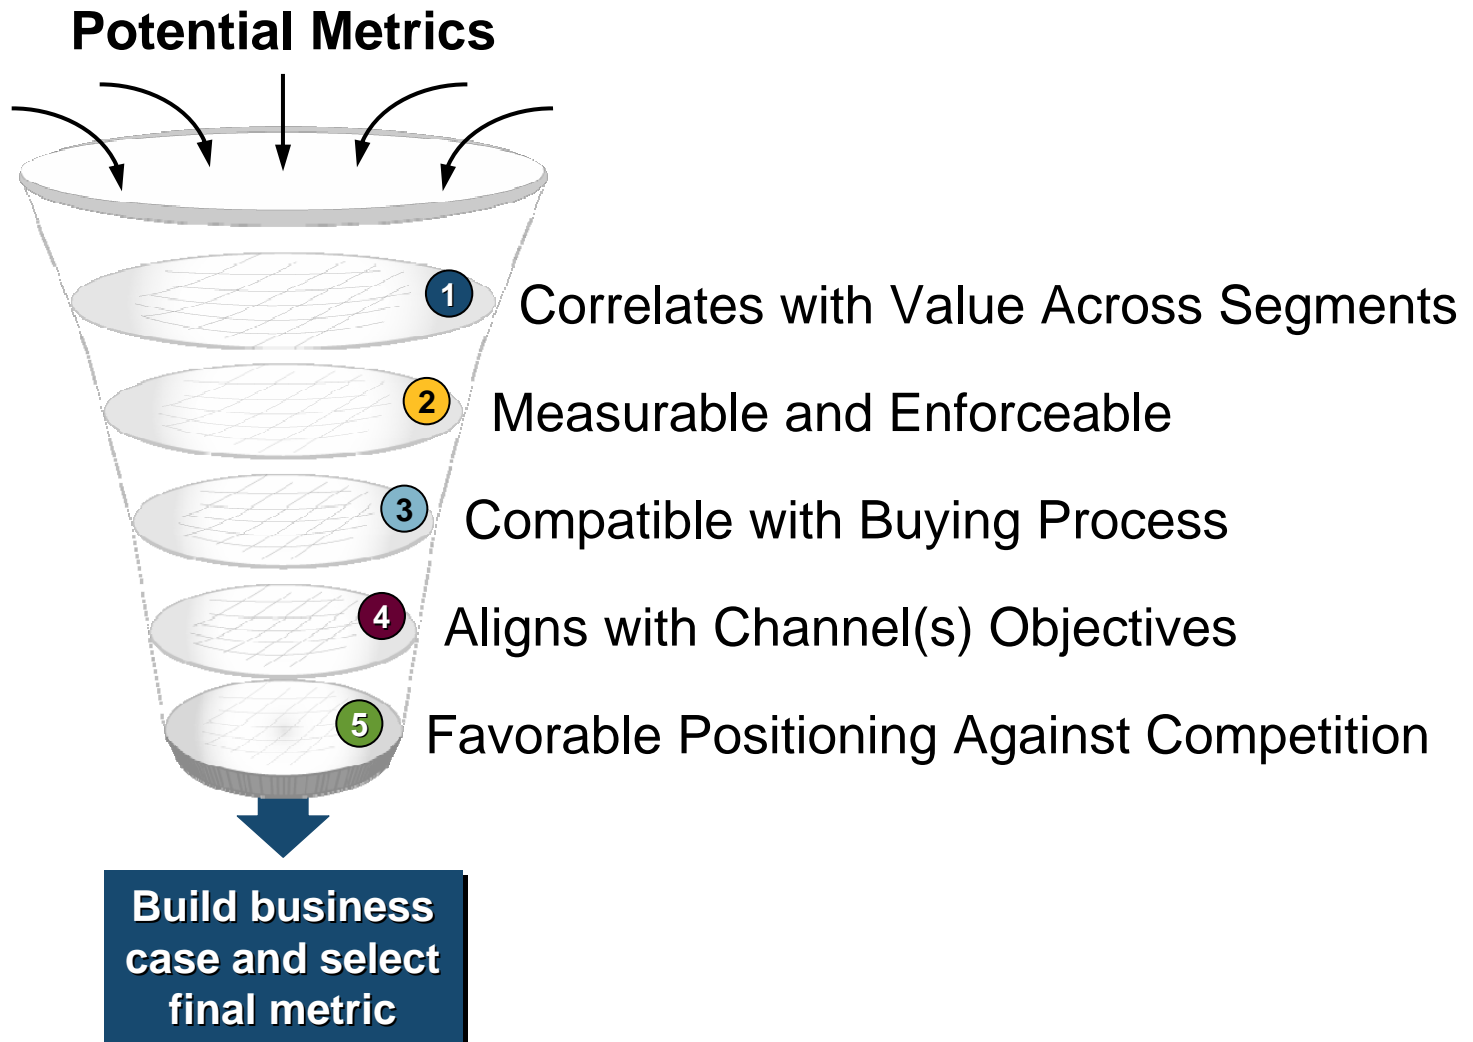 Potential Metrics
1 Correlates with Value Across Segments
2 Measurable and Enforceable
3 Compatible with Buying Process
4 Aligns with Channel(s) Objectives
5 Favorable Positioning Against Competition
Build business
case and select
final metric